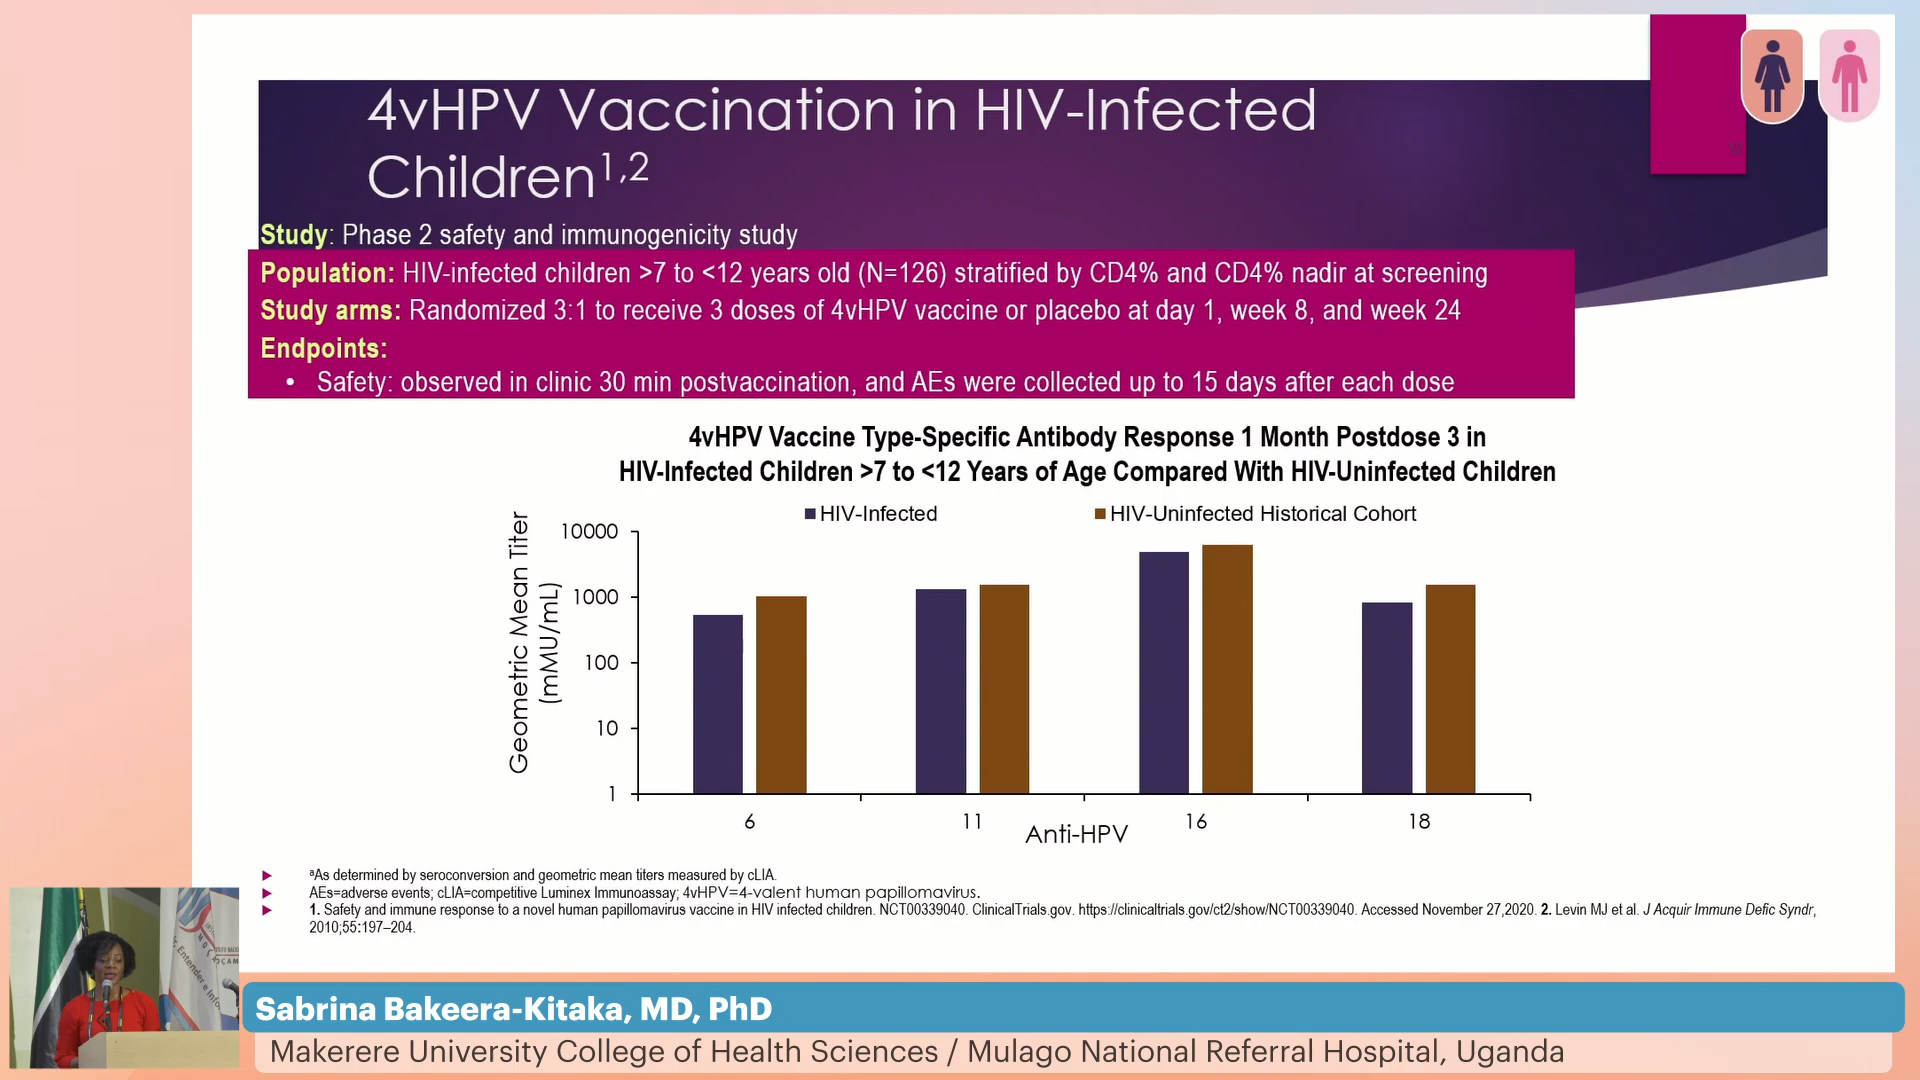 4vHPV Vaccination in HIV-Infected
Children1,2
Study: Phase 2 safety and immunogenicity study
Population: HIV-infected children >7 to <12 years old (N=126) stratified by CD4% and CD4% nadir at screening
Study arms: Randomized 3:1 to receive 3 doses of 4vHPV vaccine or placebo at day 1, week 8, and week 24
Endpoints:
• Safety: observed in clinic 30 min postvaccination, and AEs were collected up to 15 days after each dose
4vHPV Vaccine Type-Specific Antibody Response 1 Month Postdose 3 in
HIV-Infected Children >7 to <12 Years of Age Compared With HIV-Uninfected Children
HIV-Infected
HIV-Uninfected Historical Cohort
Geometric Mean Titer
(mMU/mL)
10000
1000
100
10
1
6
11
16
18
Anti-HPV
aAs determined by seroconversion and geometric mean titers measured by cLIA.
AEs=adverse events; cLIA=competitive Luminex Immunoassay; 4vHPV=4-valent human papillomavirus.
1. Safety and immune response to a novel human papillomavirus vaccine in HIV infected children. NCT00339040. ClinicalTrials.gov. https://clinicaltrials.gov/ct2/show/NCT00339040. Accessed November 27,2020. 2. Levin MJ et al. J Acquir Immune Defic Syndr,
2010;55:197–204.
Sabrina Bakeera-Kitaka, MD, PhD
Makerere University College of Health Sciences / Mulago National Referral Hospital, Uganda